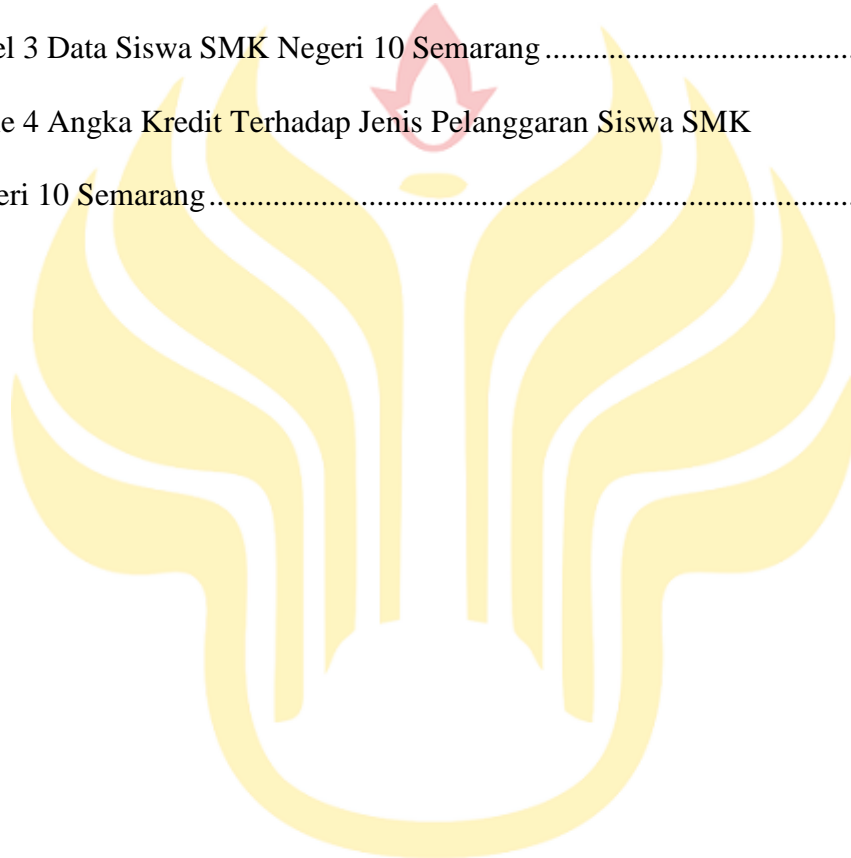 el 3 Data Siswa SMK Negeri 10 Semarang .......................................
e 4 Angka Kredit Terhadap Jenis Pelanggaran Siswa SMK
eri 10 Semarang ...............................................................................